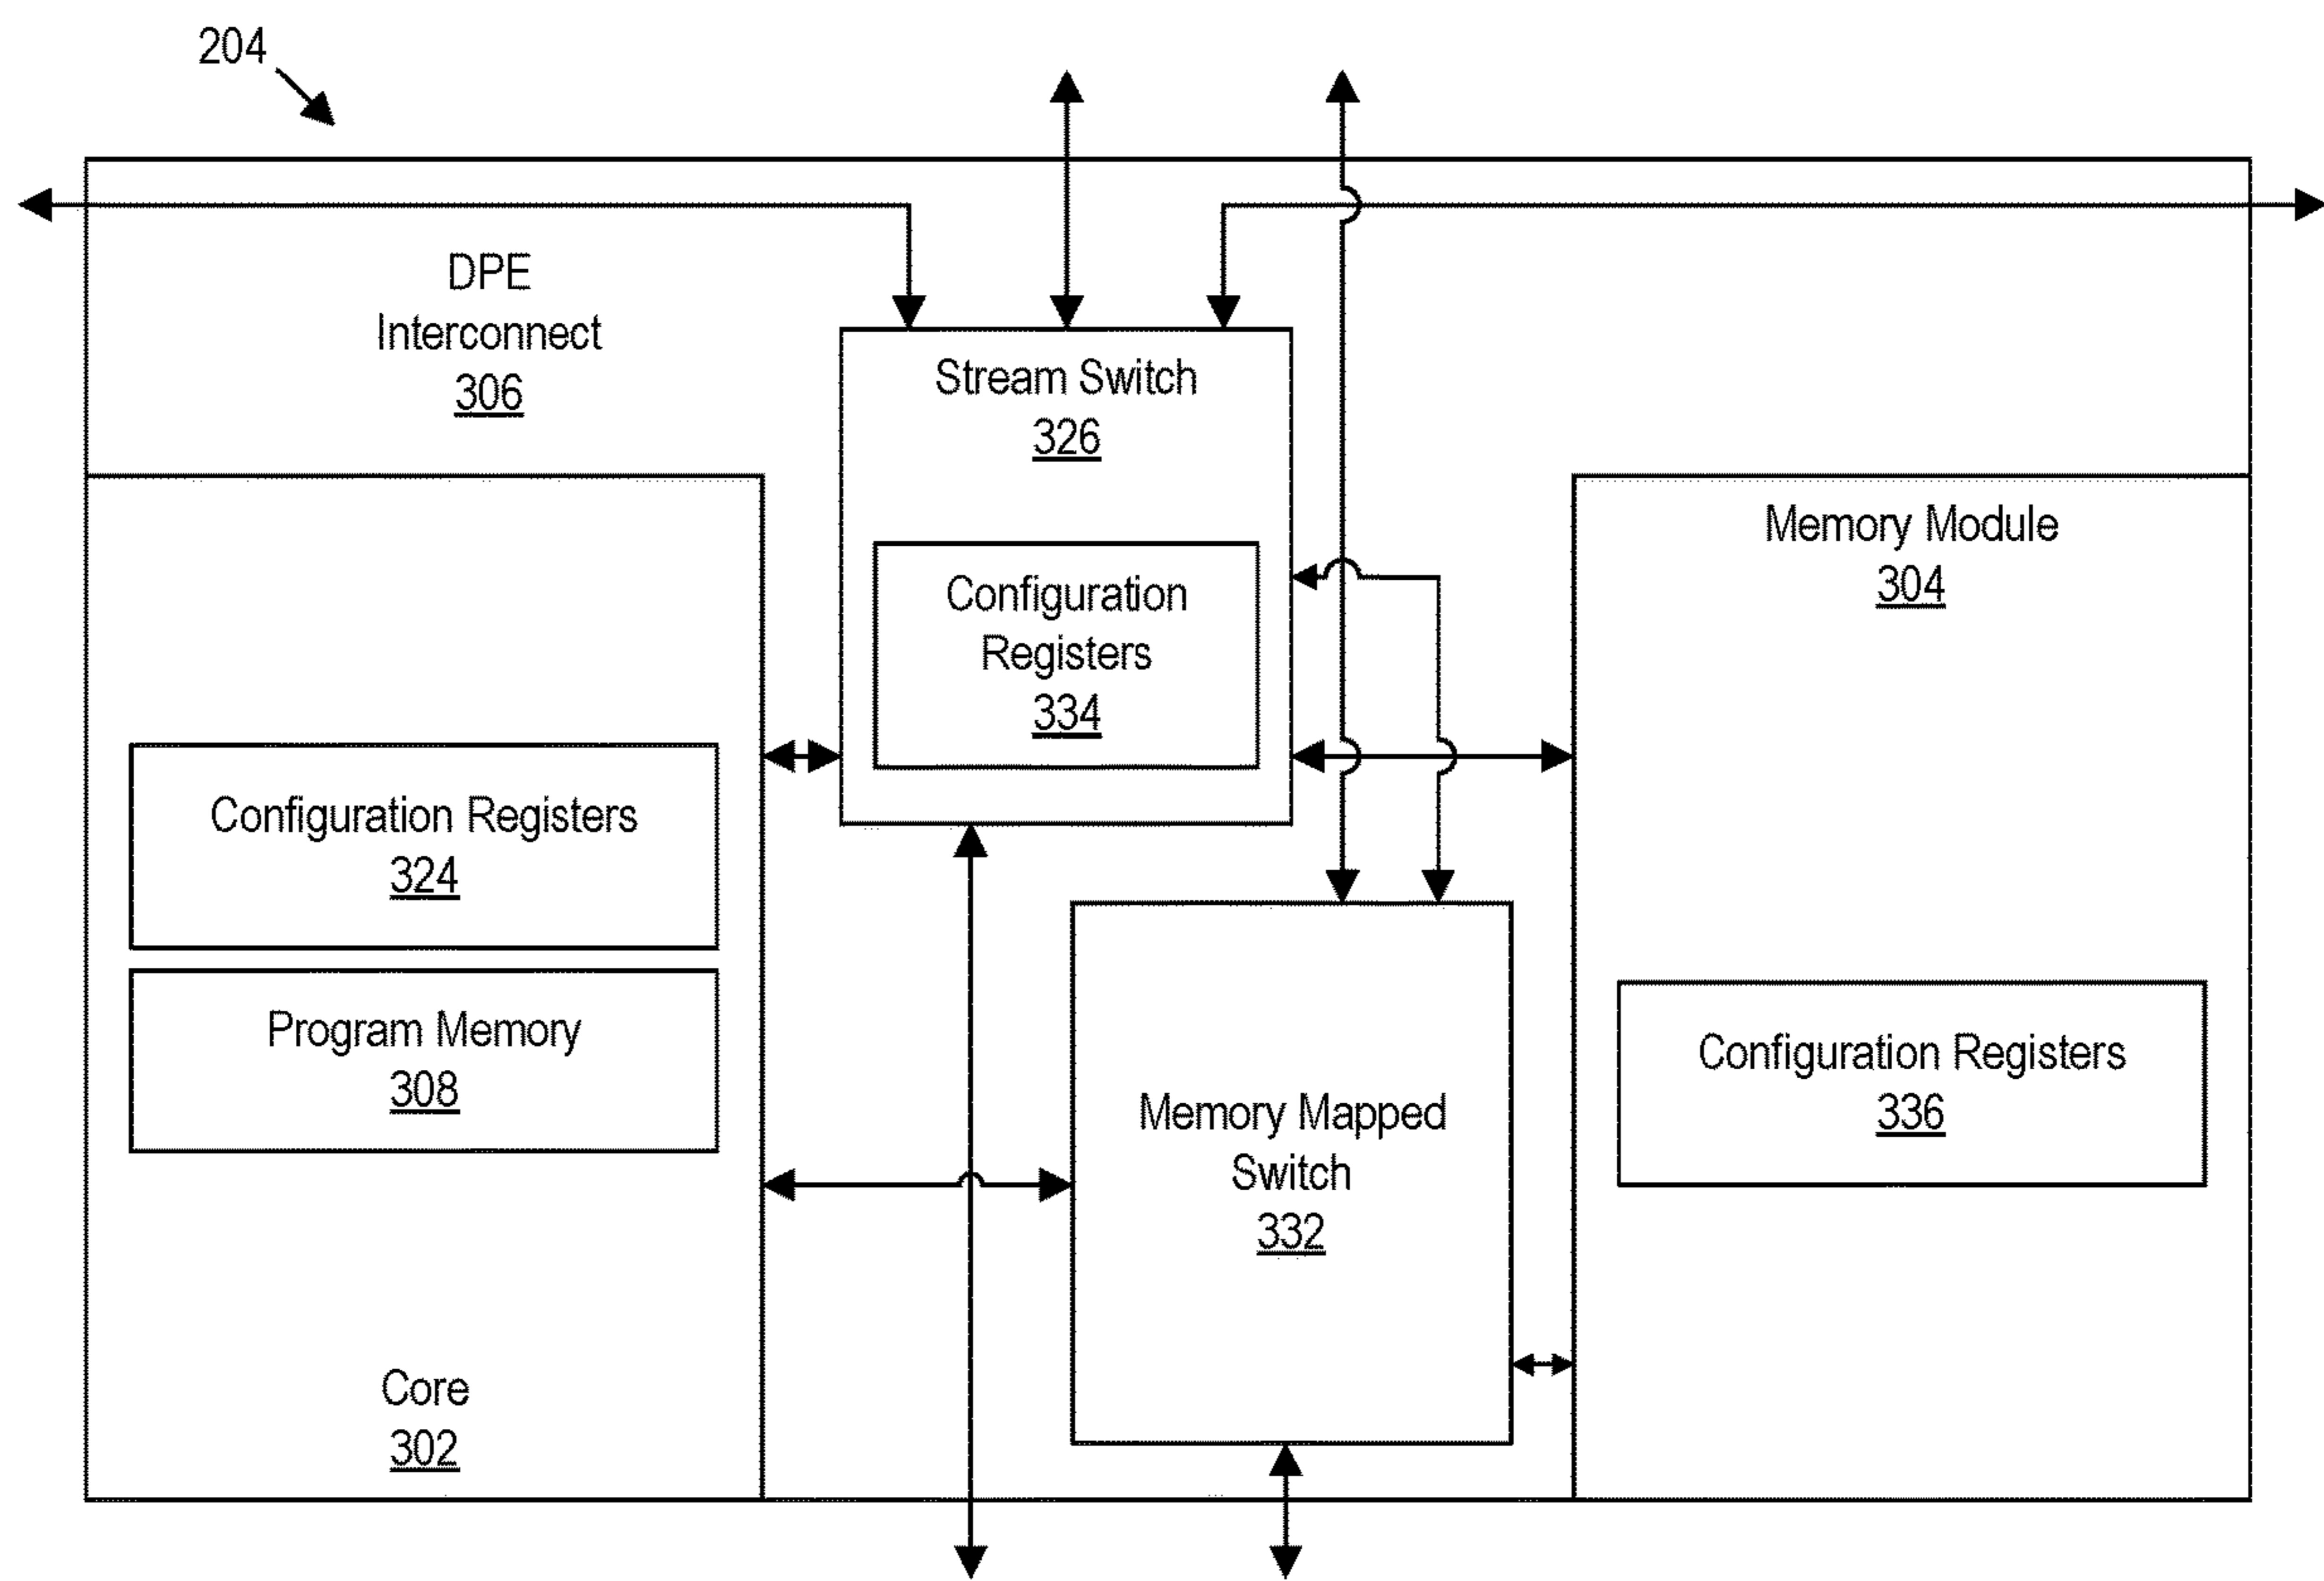 204
DPE
Interconnect
306
Stream Switch
326
Configuration
Registers
334
Memory Module
304
Configuration Registers
324
Program Memory
308
Core
302
Memory Mapped
Switch
332
Configuration Registers
336